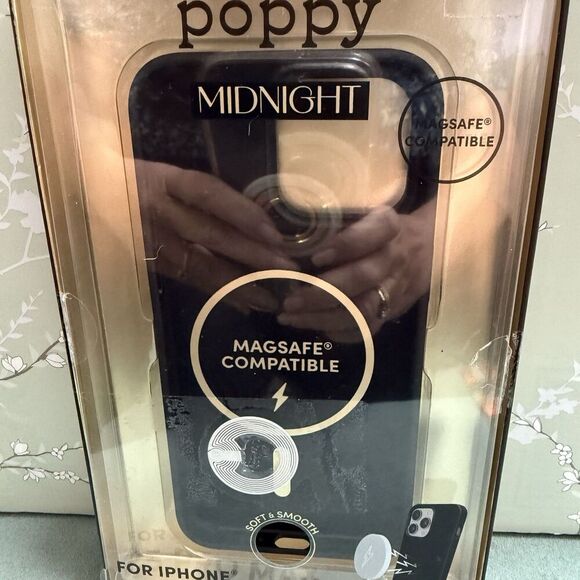 poppy
MIDNIGHT
MAGSAFE®
COMPATIBLE
MAGSAFE®
COMPATIBLE
SOFT & SMOOTH
FOR IPHONE®